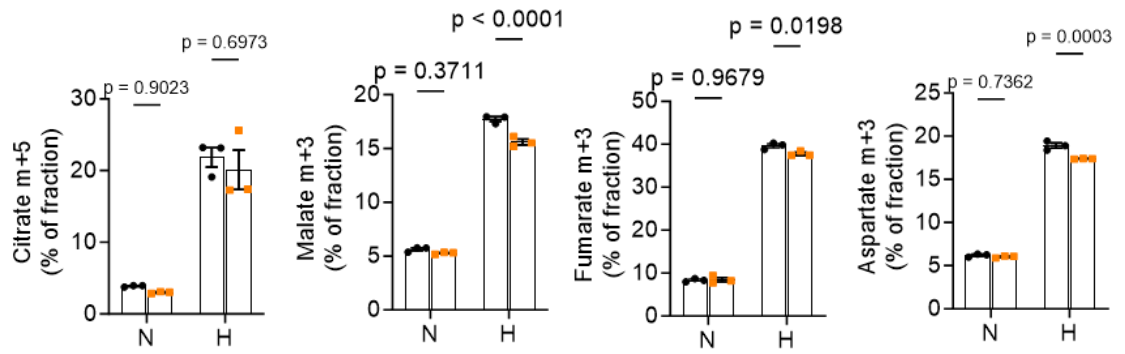 p = 0.6973
p = 0.9023
Citrate m+5
(% of fraction)
30
20
10
0
N
H
p < 0.0001
p = 0.3711
Malate m+3
(% of fraction)
20
15
10
5
0
N
H
p = 0.0198
p = 0.9679
Fumarate m+3
(% of fraction)
50
40
30
20
10
0
N
H
p = 0.0003
p = 0.7362
Aspartate m+3
(% of fraction)
25
20
15
10
5
0
N
H